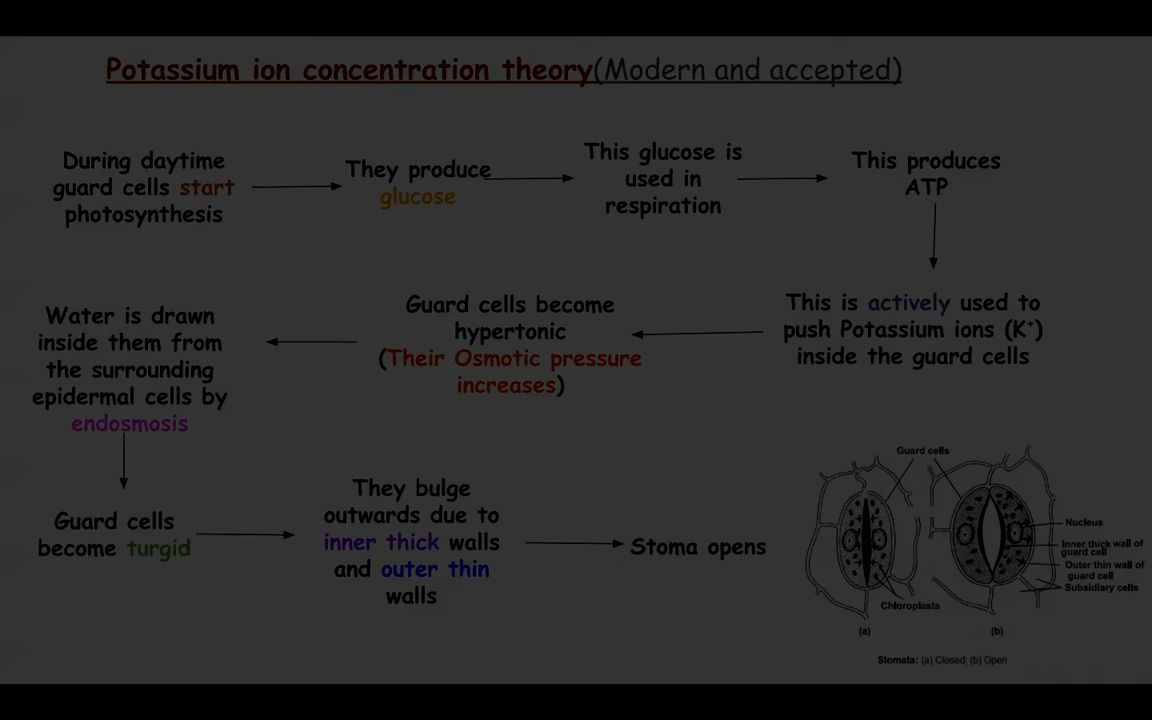 Potassium ion concentration theory(Modern and accepted)
During daytime
guard cells start
photosynthesis
They produce
glucose
This glucose is
used in
respiration
This produces
ATP
This is actively used to
push Potassium ions (K⁺)
inside the guard cells
Guard cells become
hypertonic
(Their Osmotic pressure
increases)
Water is drawn
inside them from
the surrounding
epidermal cells by
endosmosis
Guard cells
become turgid
They bulge
outwards due to
inner thick walls
and outer thin
walls
Stoma opens
Guard cells
Nucleus
Inner thick wall of
guard cell
Outer thin wall of
guard cell
Subsidiary cells
Chloroplasts
(a)
(b)
Stomata: (a) Closed, (b) Open